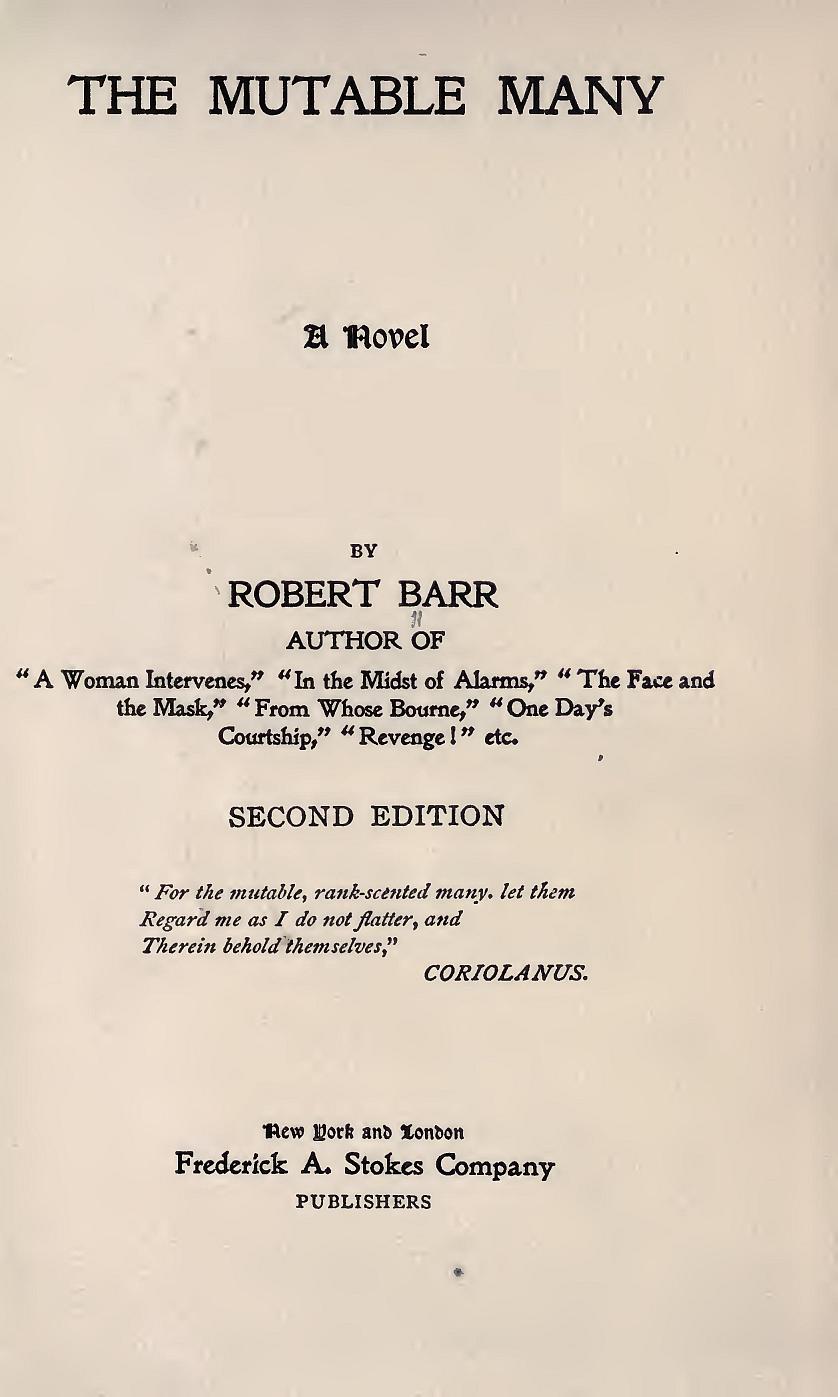 THE MUTABLE MANY
A Novel
BY
ROBERT BARR
AUTHOR OF
"A Woman Intervenes," "In the Midst of Alarms," "The Face and
the Mask," "From Whose Bourne," "One Day's
Courtship," "Revenge!" etc.
SECOND EDITION
"For the mutable, rank-scented many. let them
Regard me as I do not flatter, and
Therein behold themselves,"
CORIOLANUS.
New York and London
Frederick A. Stokes Company
PUBLISHERS